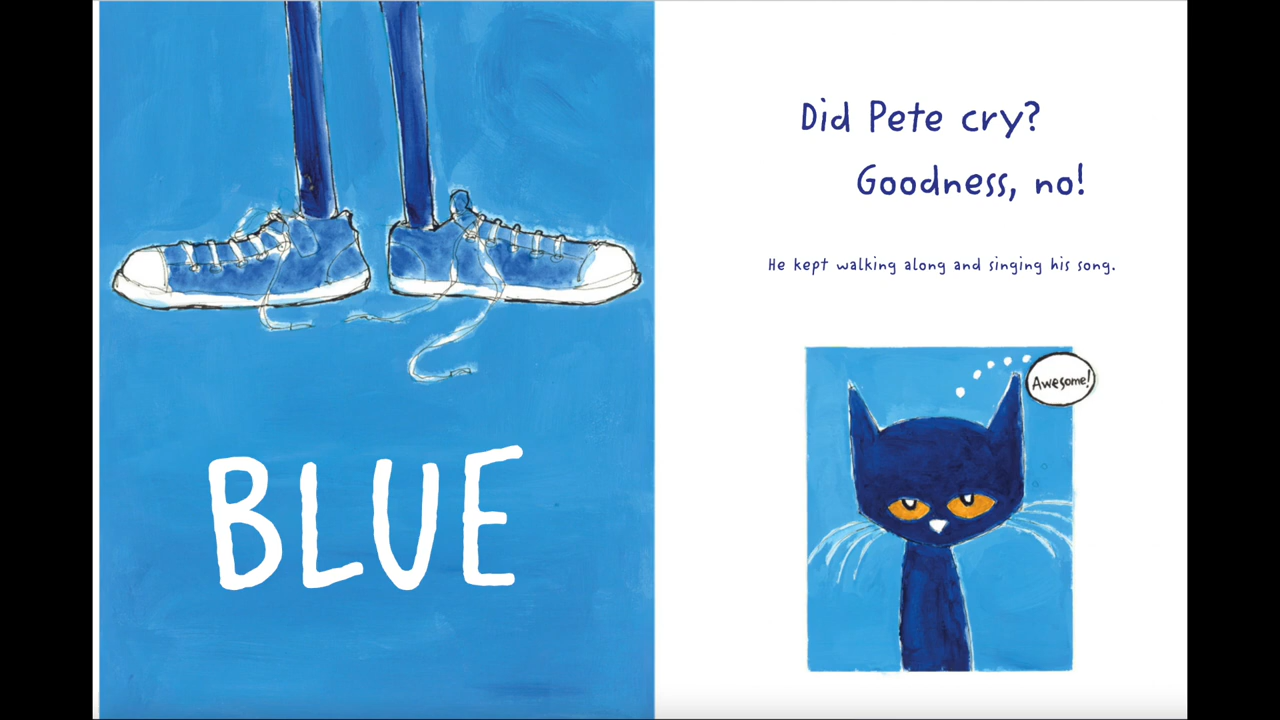 BLUE
Did Pete cry?
Goodness, no!
He kept walking along and singing his song.
Awesome!